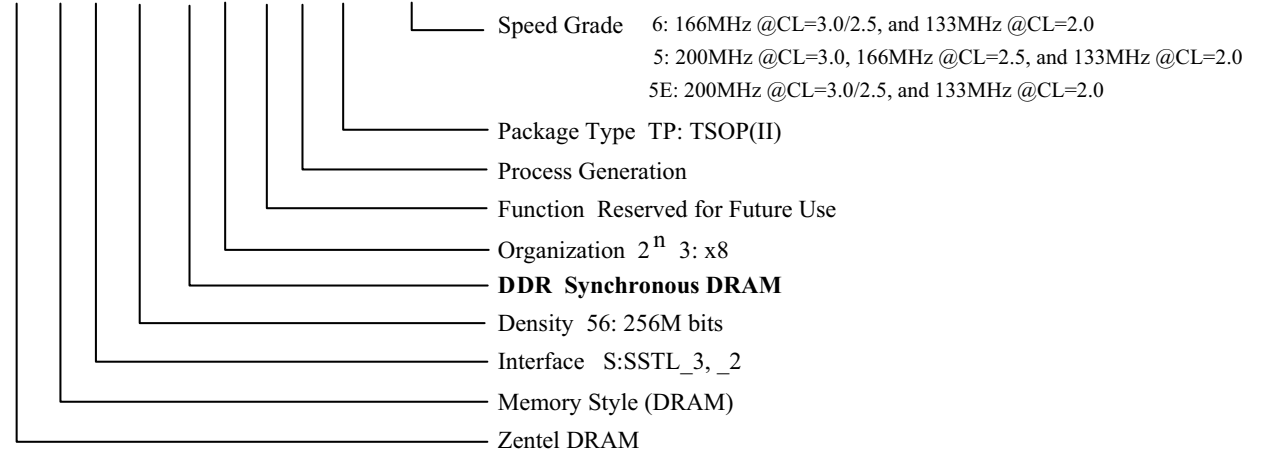 Speed Grade 6: 166MHz @CL=3.0/2.5, and 133MHz @CL=2.0
5: 200MHz @CL=3.0, 166MHz @CL=2.5, and 133MHz @CL=2.0
5E: 200MHz @CL=3.0/2.5, and 133MHz @CL=2.0
Package Type TP: TSOP(II)
Process Generation
Function Reserved for Future Use
Organization 2ⁿ 3: x8
DDR Synchronous DRAM
Density 56: 256M bits
Interface S:SSTL_3, _2
Memory Style (DRAM)
Zentel DRAM